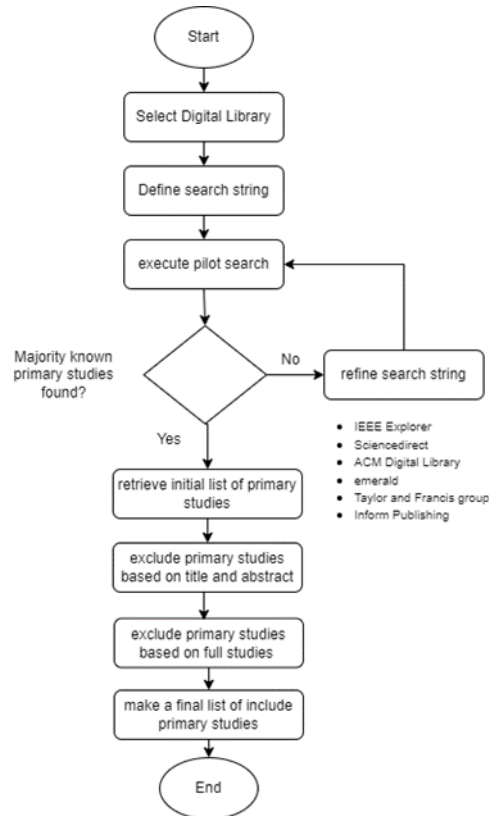 Start
Select Digital Library
Define search string
execute pilot search
Majority known
primary studies
found?
No
refine search string
Yes
• IEEE Explorer
• Sciencedirect
• ACM Digital Library
• emerald
• Taylor and Francis group
• Inform Publishing
retrieve initial list of primary
studies
exclude primary studies
based on title and abstract
exclude primary studies
based on full studies
make a final list of include
primary studies
End